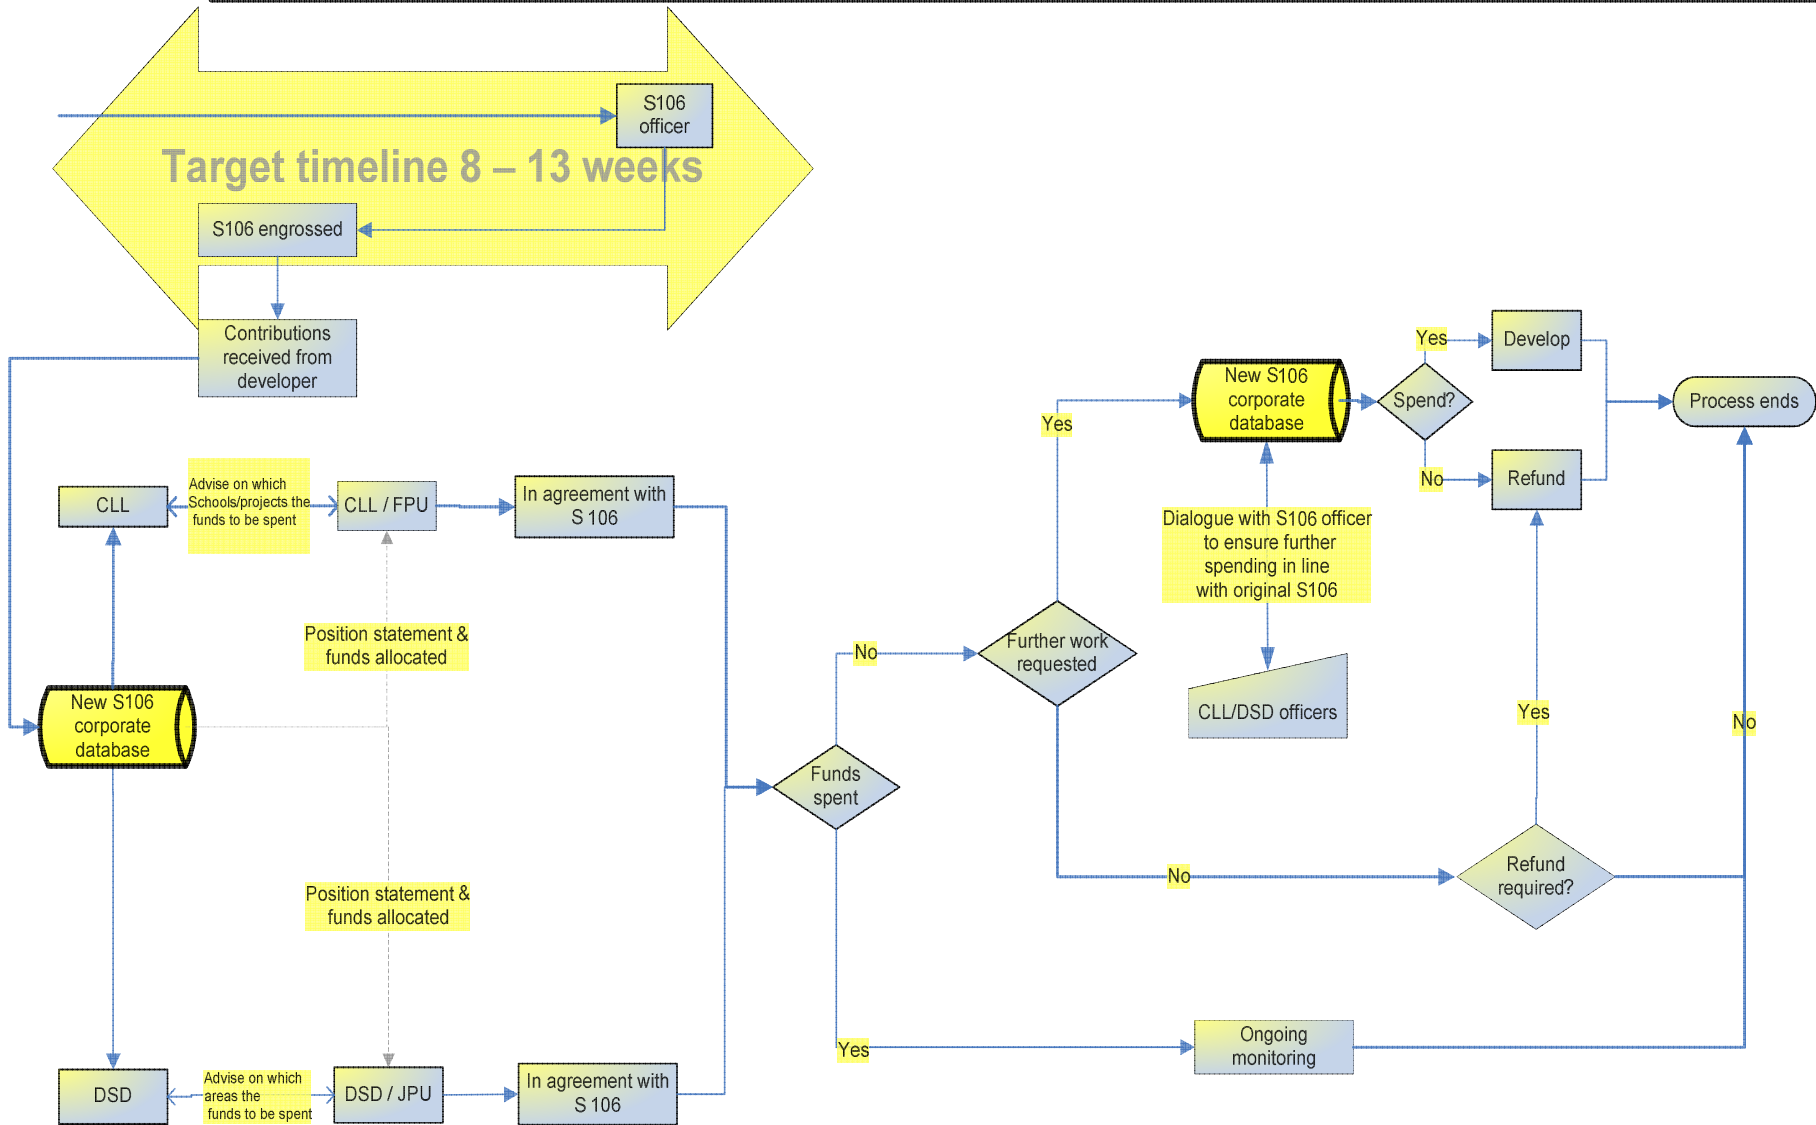 S106
officer
Target timeline 8 – 13 weeks
S106 engrossed
Contributions
received from
developer
CLL
Advise on which
Schools/projects the
funds to be spent
CLL / FPU
In agreement with
S 106
Position statement &
funds allocated
New S106
corporate
database
Position statement &
funds allocated
DSD
Advise on which
areas the
funds to be spent
DSD / JPU
In agreement with
S 106
Funds
spent
No
Yes
Further work
requested
Yes
No
New S106
corporate
database
Dialogue with S106 officer
to ensure further
spending in line
with original S106
CLL/DSD officers
Spend?
Yes
No
Develop
Refund
Process ends
Yes
No
Refund
required?
Ongoing
monitoring